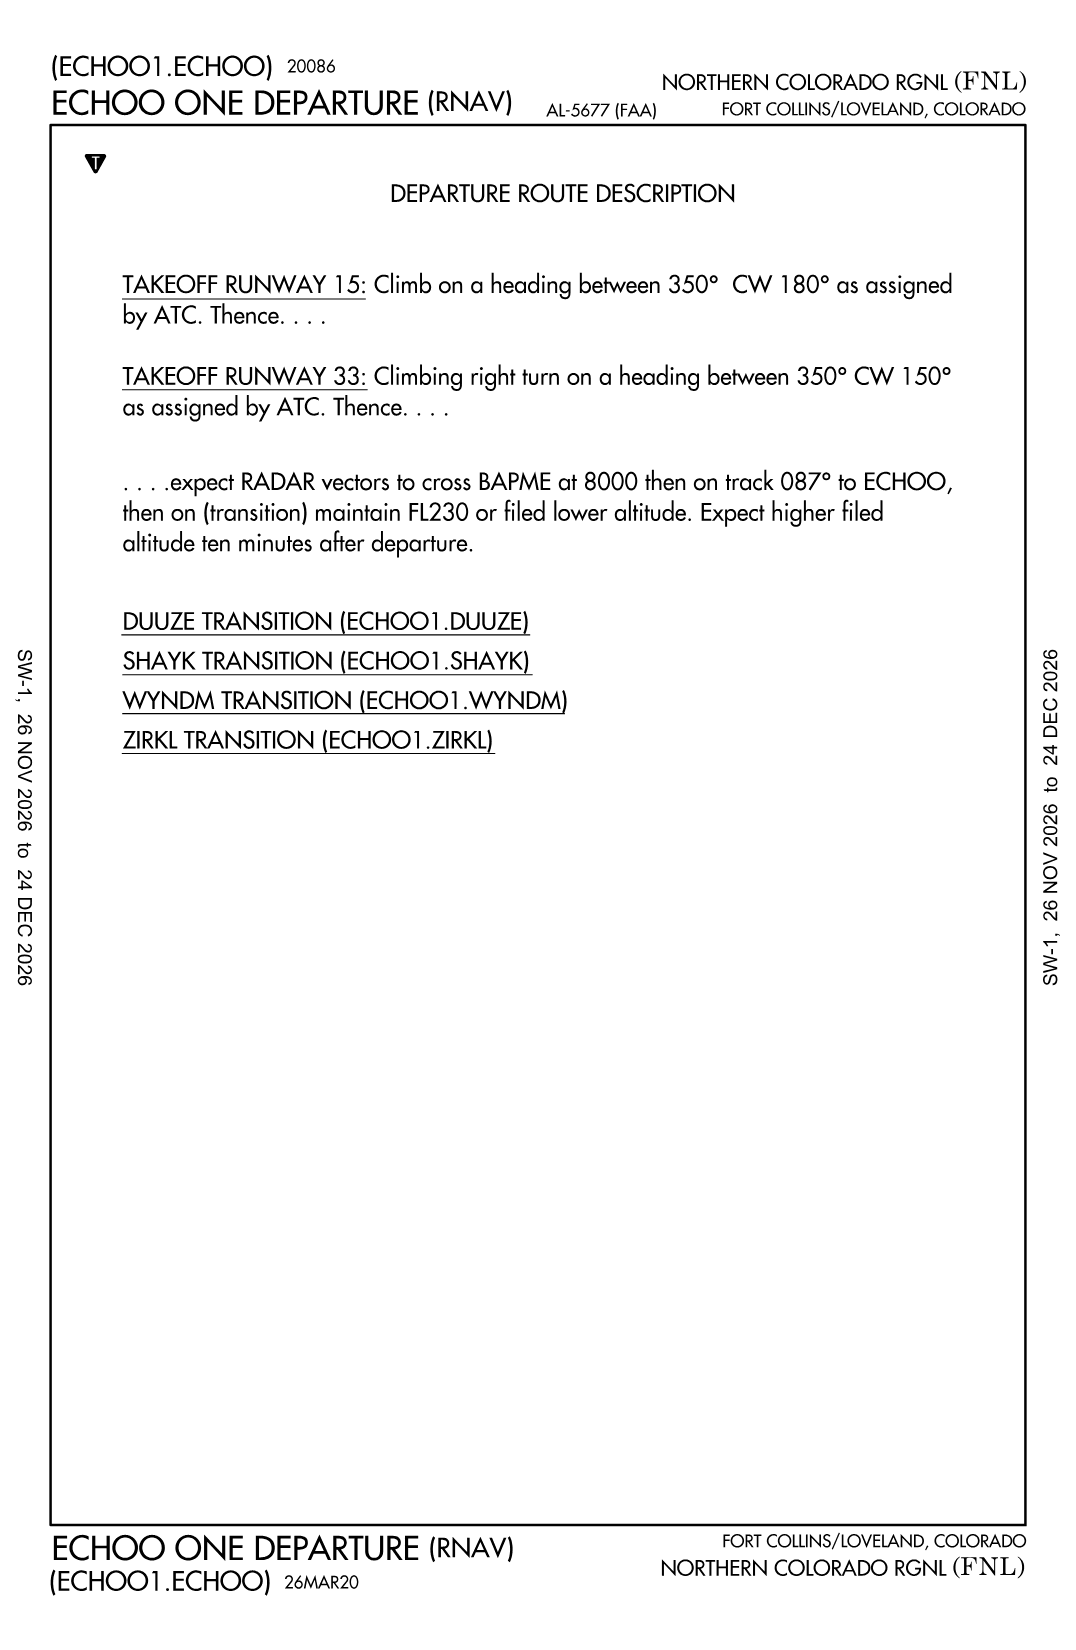 (ECHOO1.ECHOO) 20086
ECHOO ONE DEPARTURE (RNAV)
AL-5677 (FAA)
NORTHERN COLORADO RGNL (FNL)
FORT COLLINS/LOVELAND, COLORADO
T
DEPARTURE ROUTE DESCRIPTION
TAKEOFF RUNWAY 15: Climb on a heading between 350° CW 180° as assigned
by ATC. Thence. . . .
TAKEOFF RUNWAY 33: Climbing right turn on a heading between 350° CW 150°
as assigned by ATC. Thence. . . .
. . . .expect RADAR vectors to cross BAPME at 8000 then on track 087° to ECHOO,
then on (transition) maintain FL230 or filed lower altitude. Expect higher filed
altitude ten minutes after departure.
DUUZE TRANSITION (ECHOO1.DUUZE)
SHAYK TRANSITION (ECHOO1.SHAYK)
WYNDM TRANSITION (ECHOO1.WYNDM)
ZIRKL TRANSITION (ECHOO1.ZIRKL)
SW-1, 26 NOV 2026 to 24 DEC 2026
SW-1, 26 NOV 2026 to 24 DEC 2026
ECHOO ONE DEPARTURE (RNAV)
(ECHOO1.ECHOO) 26MAR20
FORT COLLINS/LOVELAND, COLORADO
NORTHERN COLORADO RGNL (FNL)